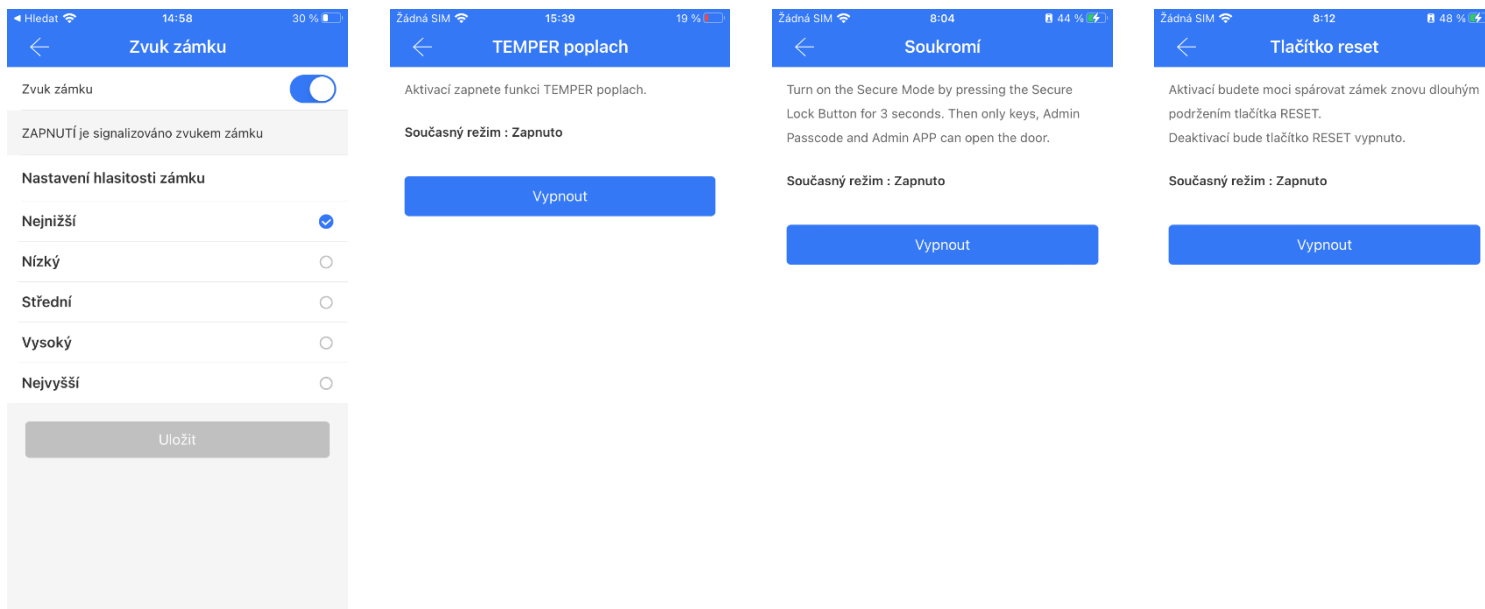 ◂ Hledat 14:58 30 %
Zvuk zámku
Zvuk zámku
ZAPNUTÍ je signalizováno zvukem zámku
Nastavení hlasitosti zámku
Nejnižší
Nízký
Střední
Vysoký
Nejvyšší
Uložit
Žádná SIM 15:39 19 %
TEMPER poplach
Aktivací zapnete funkci TEMPER poplach.
Současný režim : Zapnuto
Vypnout
Žádná SIM 8:04 44 %
Soukromí
Turn on the Secure Mode by pressing the Secure
Lock Button for 3 seconds. Then only keys, Admin
Passcode and Admin APP can open the door.
Současný režim : Zapnuto
Vypnout
Žádná SIM 8:12 48 %
Tlačítko reset
Aktivací budete moci spárovat zámek znovu dlouhým
podržením tlačítka RESET.
Deaktivací bude tlačítko RESET vypnuto.
Současný režim : Zapnuto
Vypnout